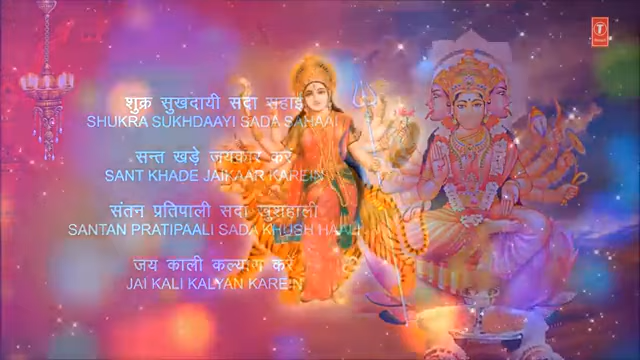 शुक्र सुखदायी सदा सहाई
SHUKRA SUKHDAAYI SADA SAHAAI
सन्त खड़े जयकार करें
SANT KHADE JAIKAAR KAREIN
संतन प्रतिपाली सदा खुशहाली
SANTAN PRATIPAALI SADA KHUSH HAALI
जय काली कल्याण करें
JAI KALI KALYAN KAREIN